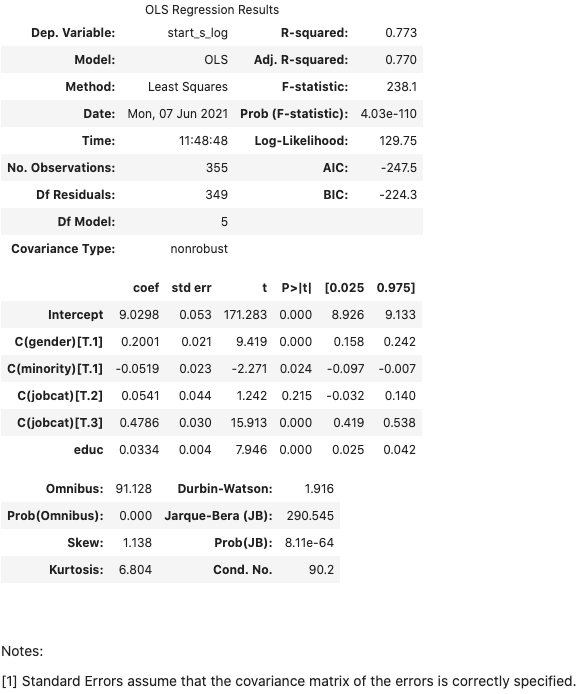 OLS Regression Results
Dep. Variable: start_s_log R-squared: 0.773
Model: OLS Adj. R-squared: 0.770
Method: Least Squares F-statistic: 238.1
Date: Mon, 07 Jun 2021 Prob (F-statistic): 4.03e-110
Time: 11:48:48 Log-Likelihood: 129.75
No. Observations: 355 AIC: -247.5
Df Residuals: 349 BIC: -224.3
Df Model: 5
Covariance Type: nonrobust
coef std err t P>|t| [0.025 0.975]
Intercept 9.0298 0.053 171.283 0.000 8.926 9.133
C(gender)[T.1] 0.2001 0.021 9.419 0.000 0.158 0.242
C(minority)[T.1] -0.0519 0.023 -2.271 0.024 -0.097 -0.007
C(jobcat)[T.2] 0.0541 0.044 1.242 0.215 -0.032 0.140
C(jobcat)[T.3] 0.4786 0.030 15.913 0.000 0.419 0.538
educ 0.0334 0.004 7.946 0.000 0.025 0.042
Omnibus: 91.128 Durbin-Watson: 1.916
Prob(Omnibus): 0.000 Jarque-Bera (JB): 290.545
Skew: 1.138 Prob(JB): 8.11e-64
Kurtosis: 6.804 Cond. No. 90.2
Notes:
[1] Standard Errors assume that the covariance matrix of the errors is correctly specified.